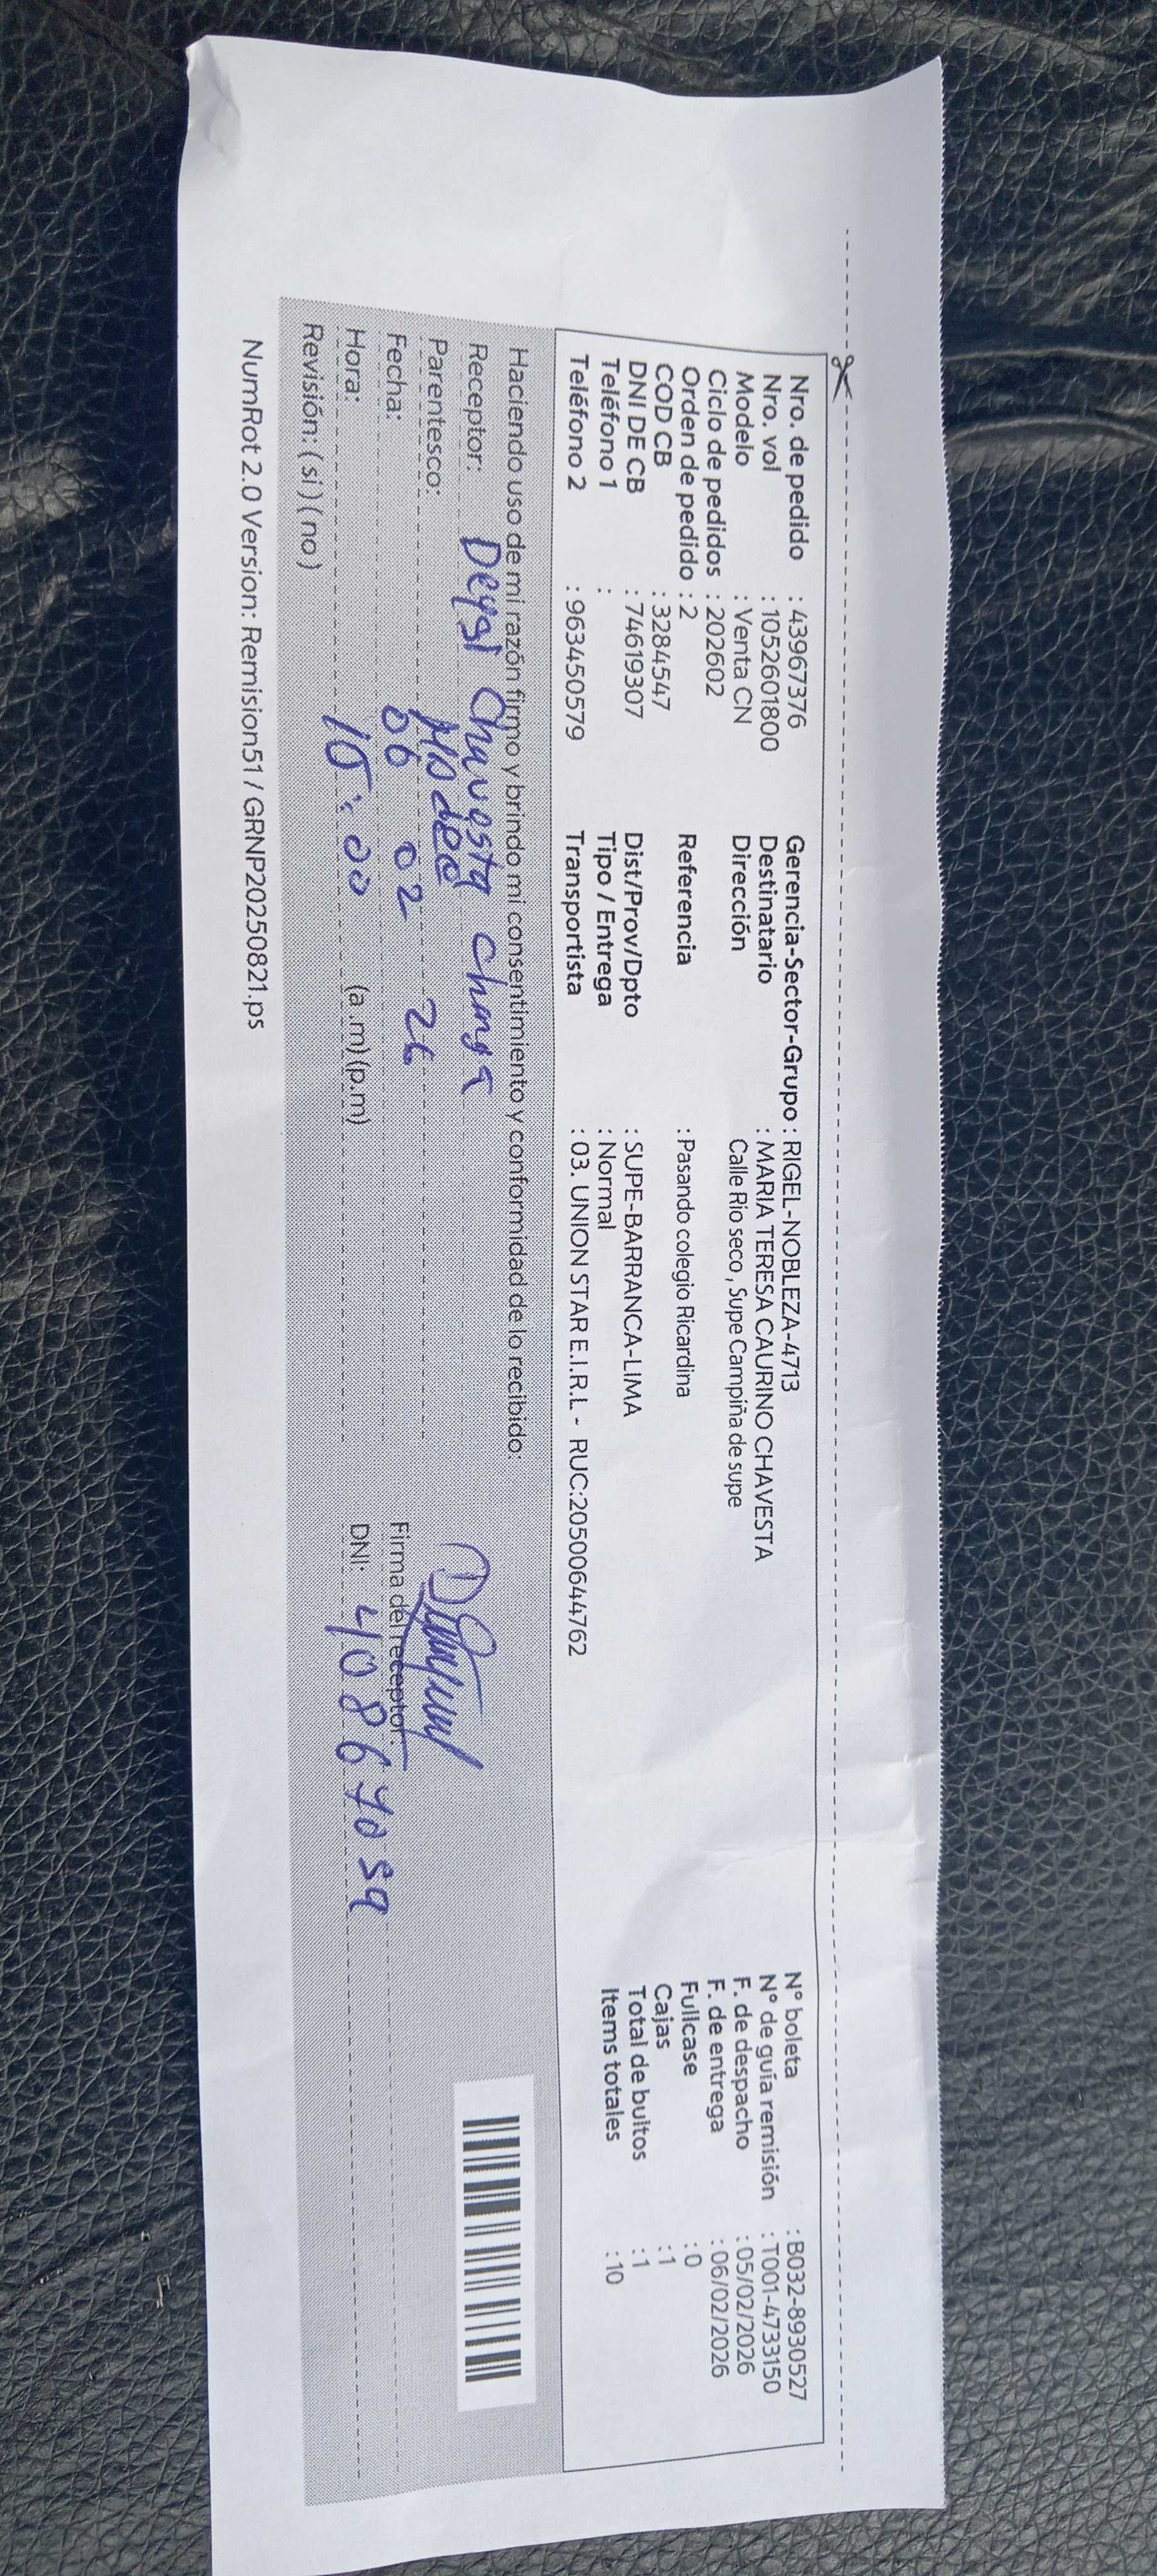 Nro. de pedido : 43967376
Nro. vol : 1052601800
Modelo : Venta CN
Ciclo de pedidos : 202602
Orden de pedido : 2
COD CB : 3284547
DNI DE CB : 74619307
Teléfono 1 :
Teléfono 2 : 963450579
Gerencia-Sector-Grupo : RIGEL-NOBLEZA-4713
Destinatario : MARIA TERESA CAURINO CHAVESTA
Dirección Calle Rio seco , Supe Campiña de supe
Referencia : Pasando colegio Ricardina
Dist/Prov/Dpto : SUPE-BARRANCA-LIMA
Tipo / Entrega : Normal
Transportista : 03. UNION STAR E.I.R.L - RUC:20500644762
N° boleta : B032-8930527
N° de guía remisión : T001-4733150
F. de despacho : 05/02/2026
F. de entrega : 06/02/2026
Fullcase : 0
Cajas : 1
Total de bultos : 1
Items totales : 10
Haciendo uso de mi razón firmo y brindo mi consentimiento y conformidad de lo recibido:
Receptor: Deysi Chavesta
Parentesco:
Fecha: 06 02 26
Hora: 10:00 (a.m)(p.m)
Revisión: ( si ) ( no )
Firma del receptor:
DNI:
NumRot 2.0 Version: Remision51 / GRNP20250821.ps